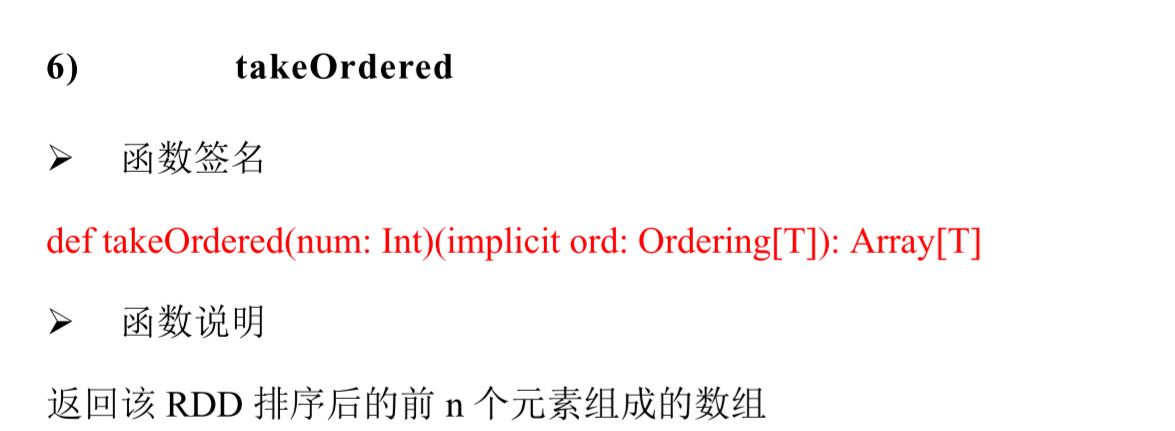 6) takeOrdered
➢ 函数签名
def takeOrdered(num: Int)(implicit ord: Ordering[T]): Array[T]
➢ 函数说明
返回该 RDD 排序后的前 n 个元素组成的数组